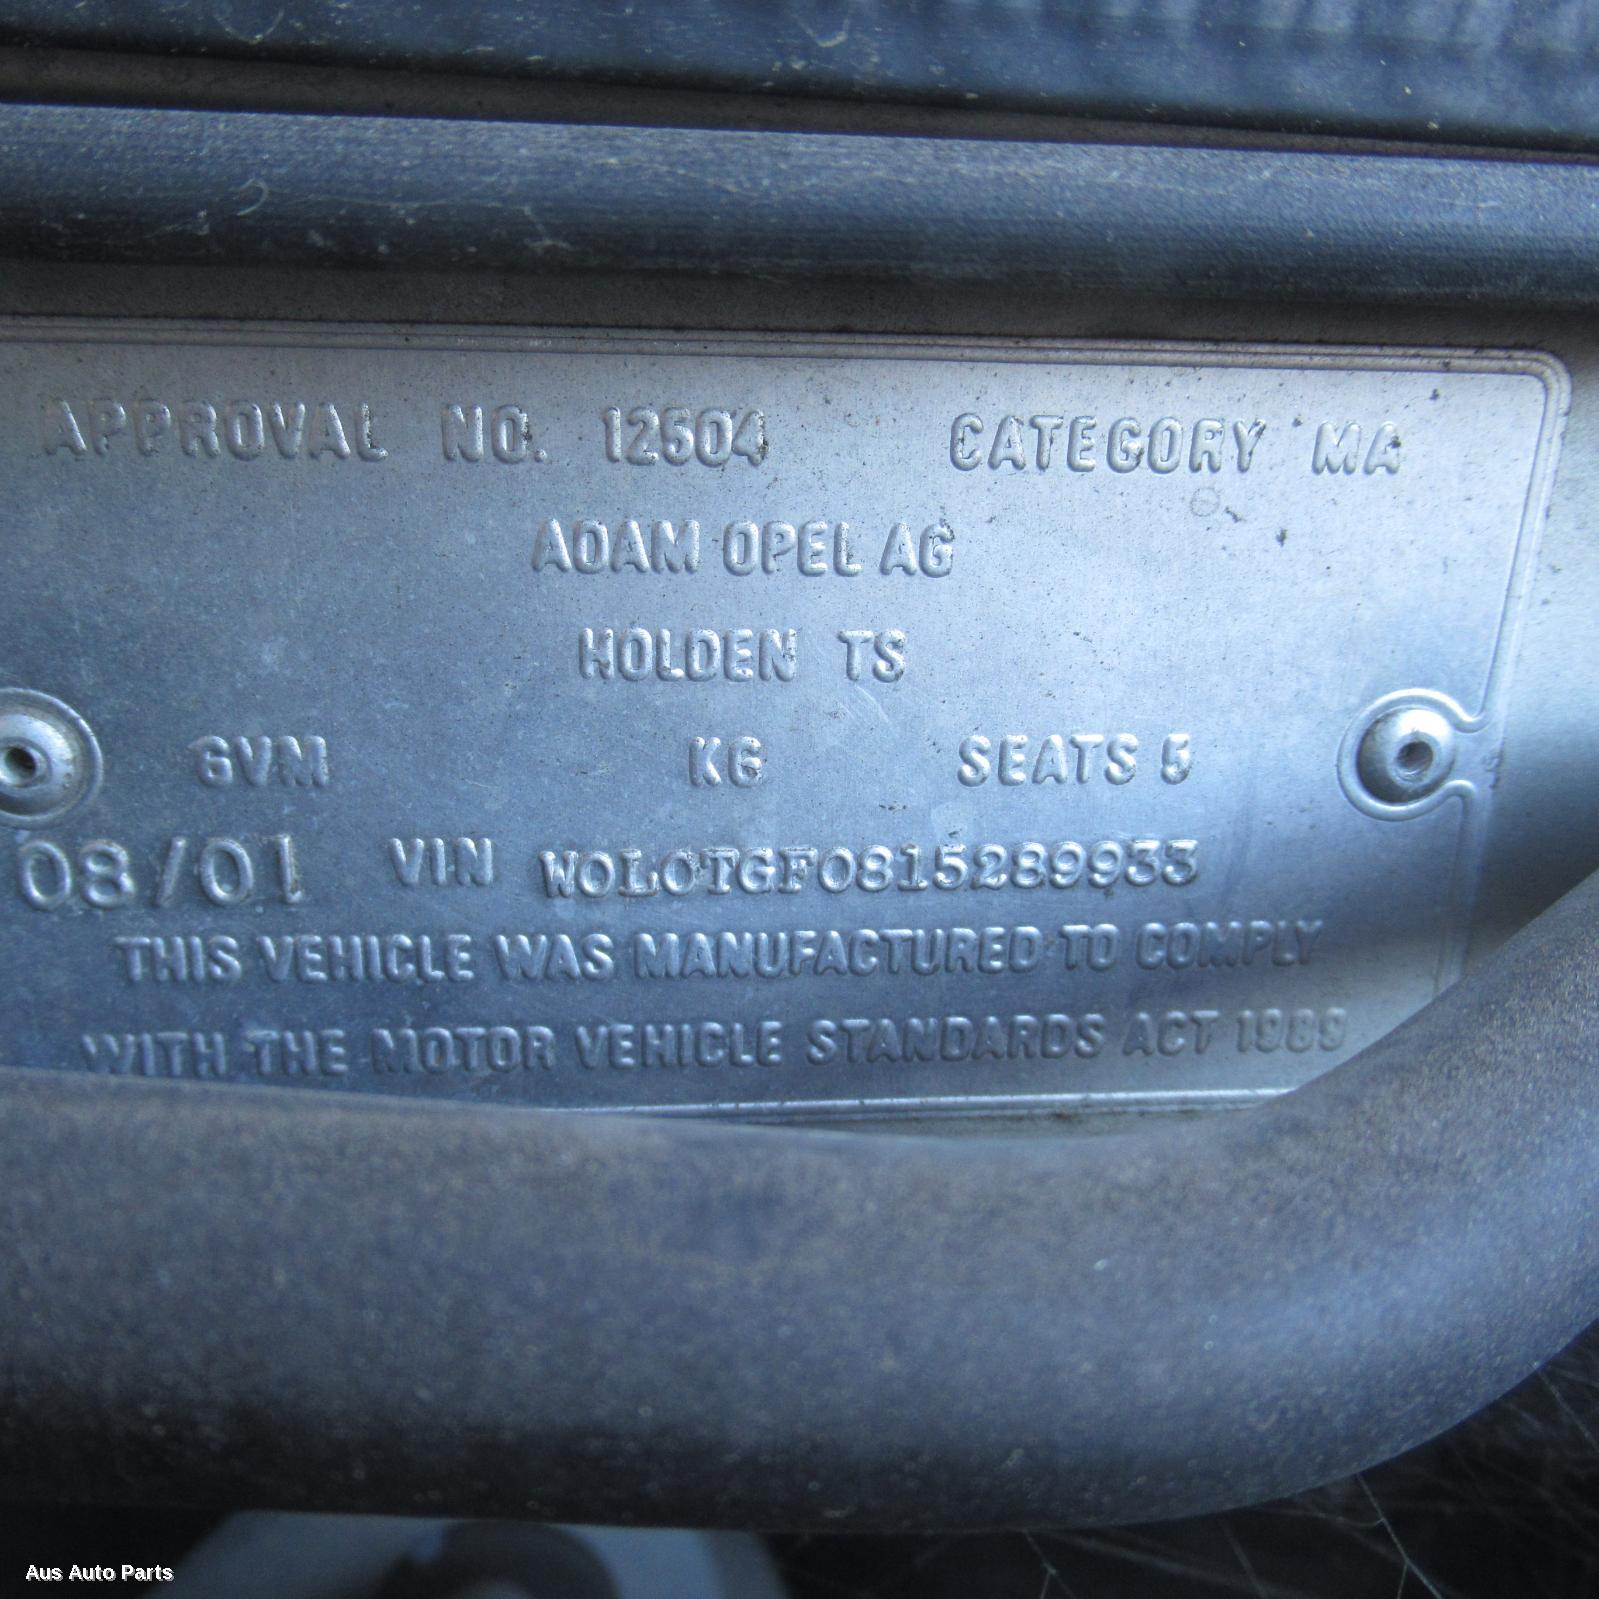 APPROVAL NO. 12504 CATEGORY MA
ADAM OPEL AG
HOLDEN TS
GVM KG SEATS 5
08/01 VIN W0L0TGF0815289933
THIS VEHICLE WAS MANUFACTURED TO COMPLY
WITH THE MOTOR VEHICLE STANDARDS ACT 1989
Aus Auto Parts